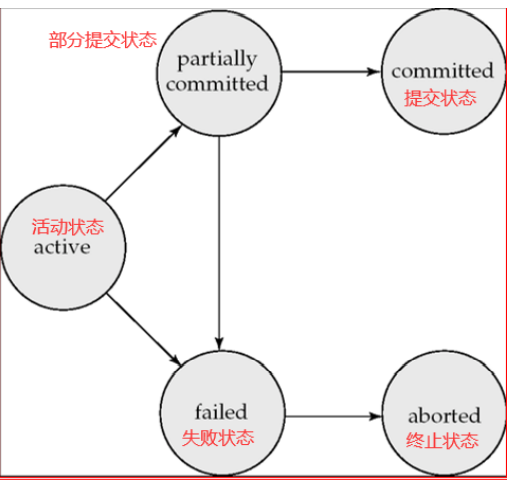 部分提交状态
partially
committed
committed
提交状态
活动状态
active
failed
失败状态
aborted
终止状态